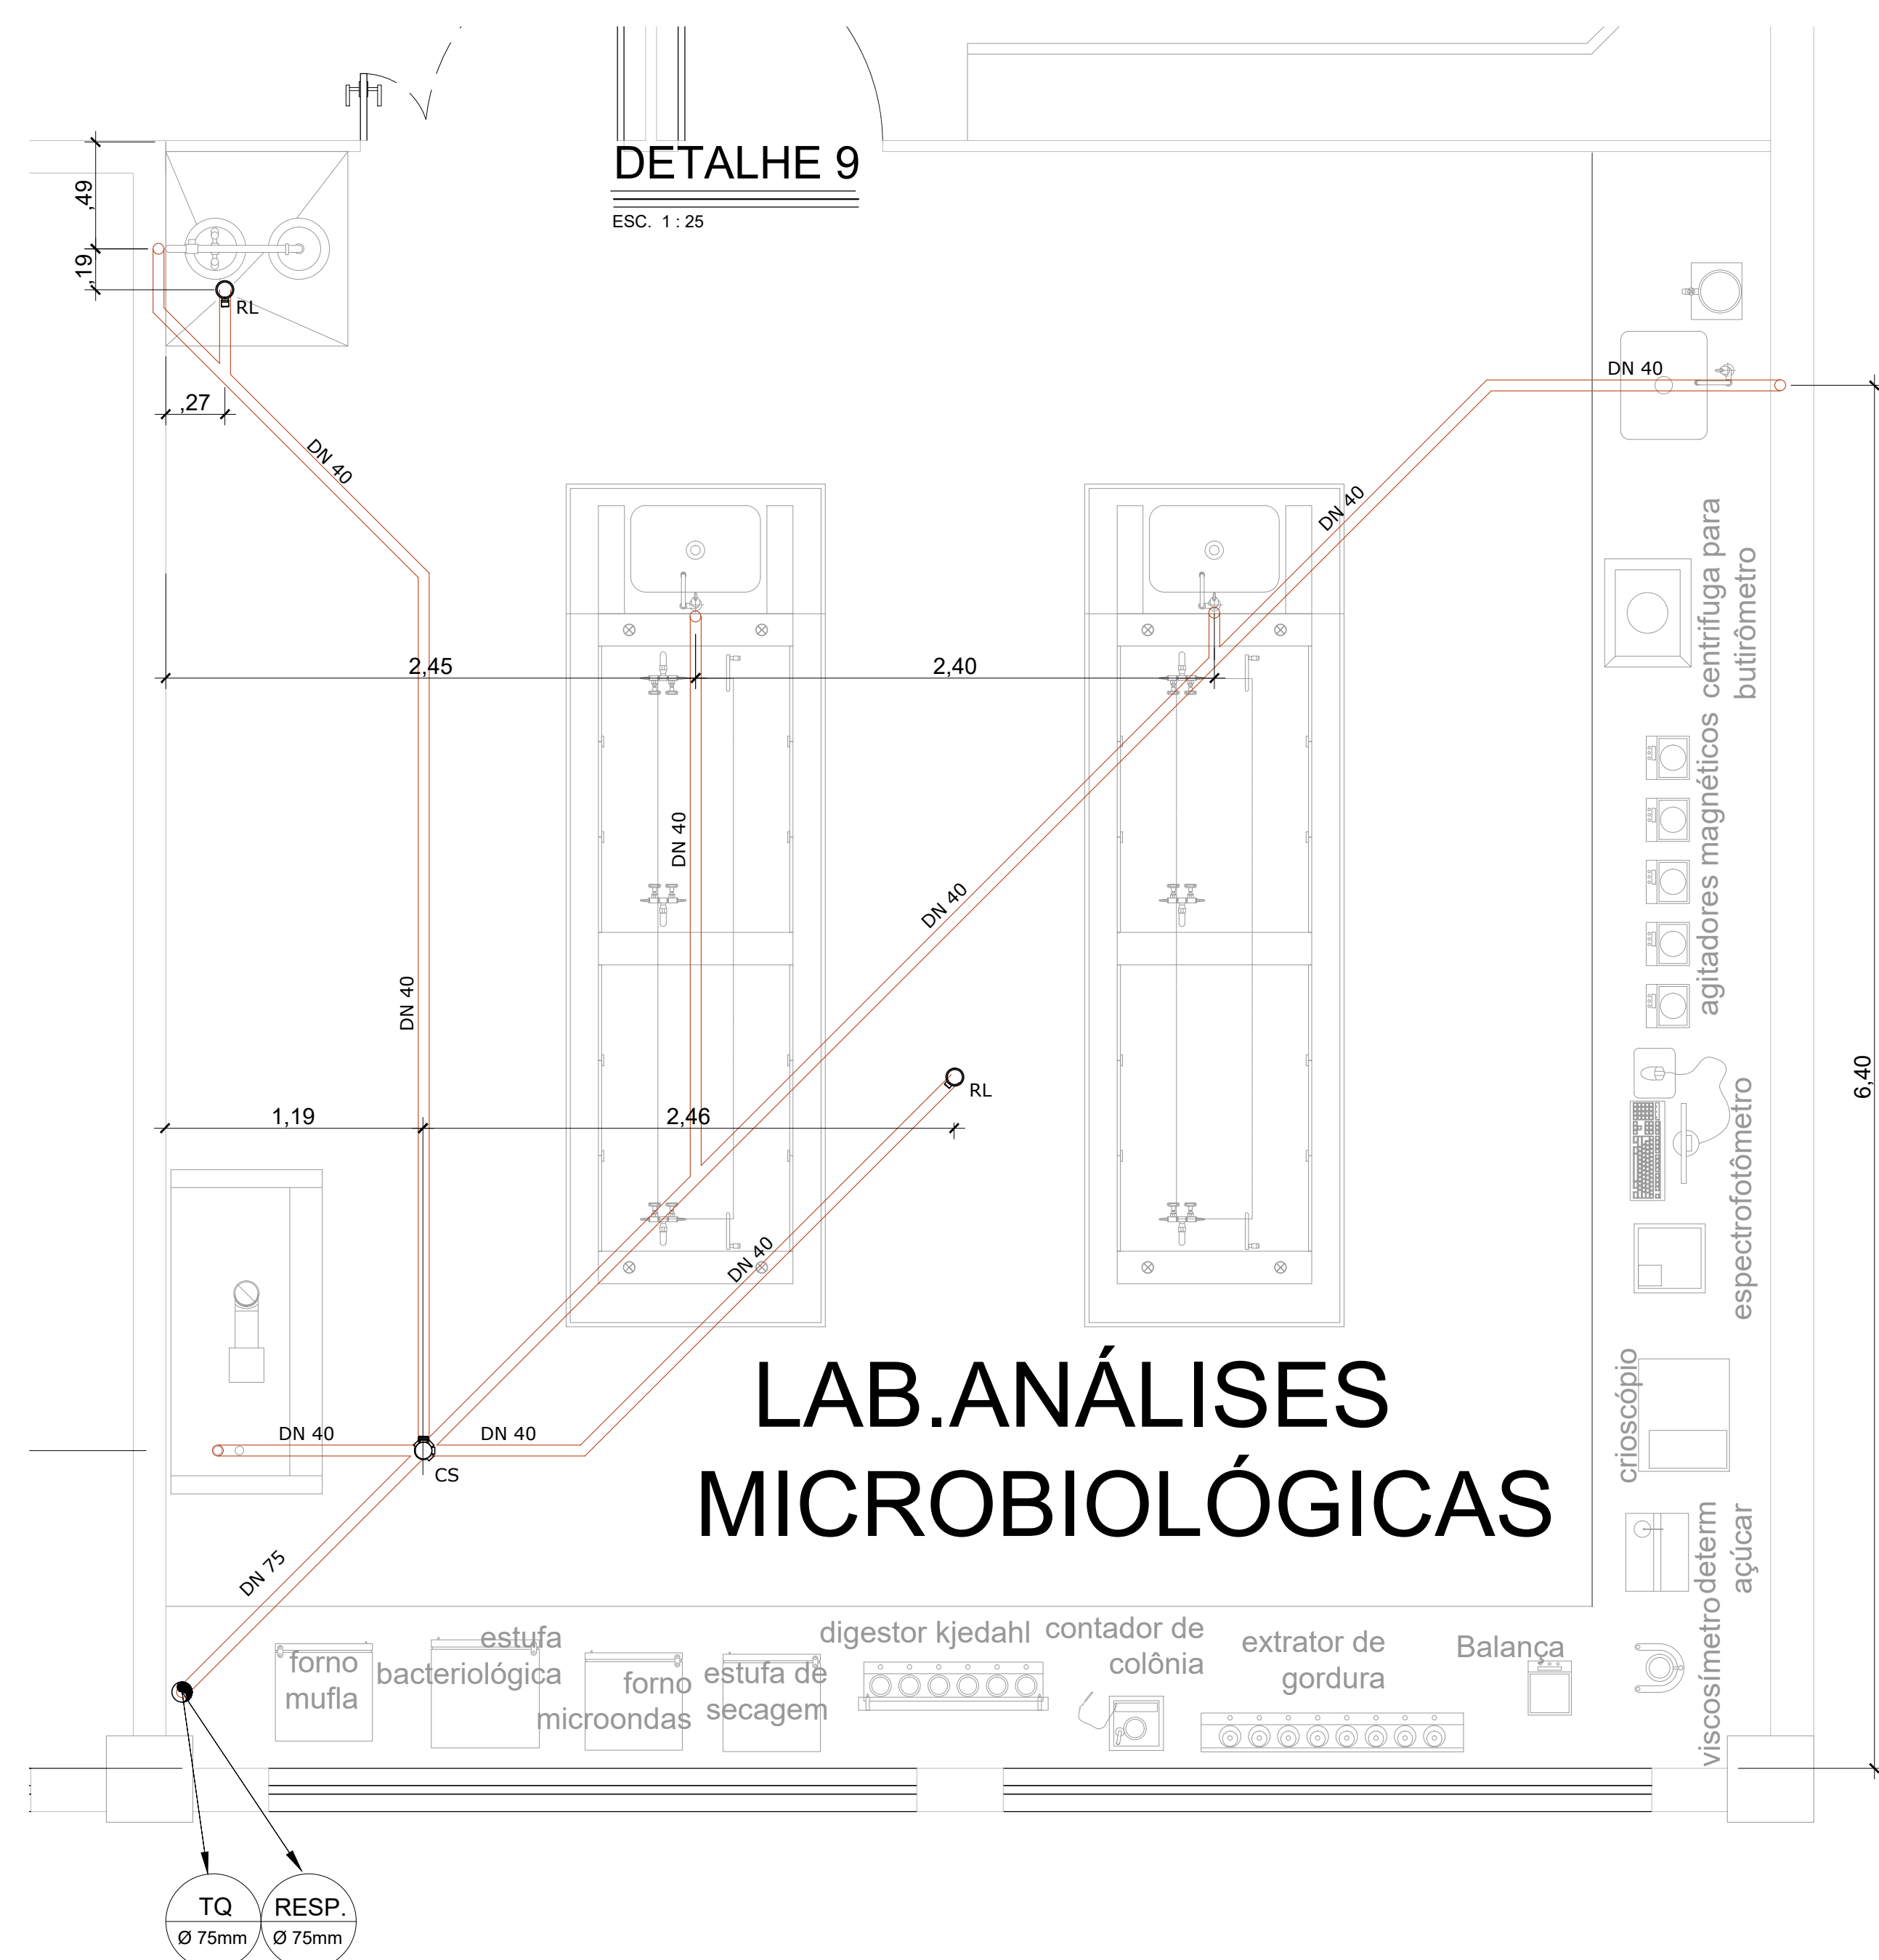 DETALHE 9
ESC. 1 : 25
,49
,19
RL
,27
DN 40
DN 40
DN 40
2,45
2,40
DN 40
DN 40
DN 40
RL
1,19
2,46
DN 40
DN 40
DN 40
CS
DN 75
6,40
LAB.ANÁLISES
MICROBIOLÓGICAS
centrifuga para
butirômetro
agitadores magnéticos
espectrofotômetro
crioscópio
determ
açúcar
viscosímetro
forno
mufla
estufa
bacteriológica
forno
microondas
estufa de
secagem
digestor kjedahl
contador de
colônia
extrator de
gordura
Balança
TQ
Ø 75mm
RESP.
Ø 75mm